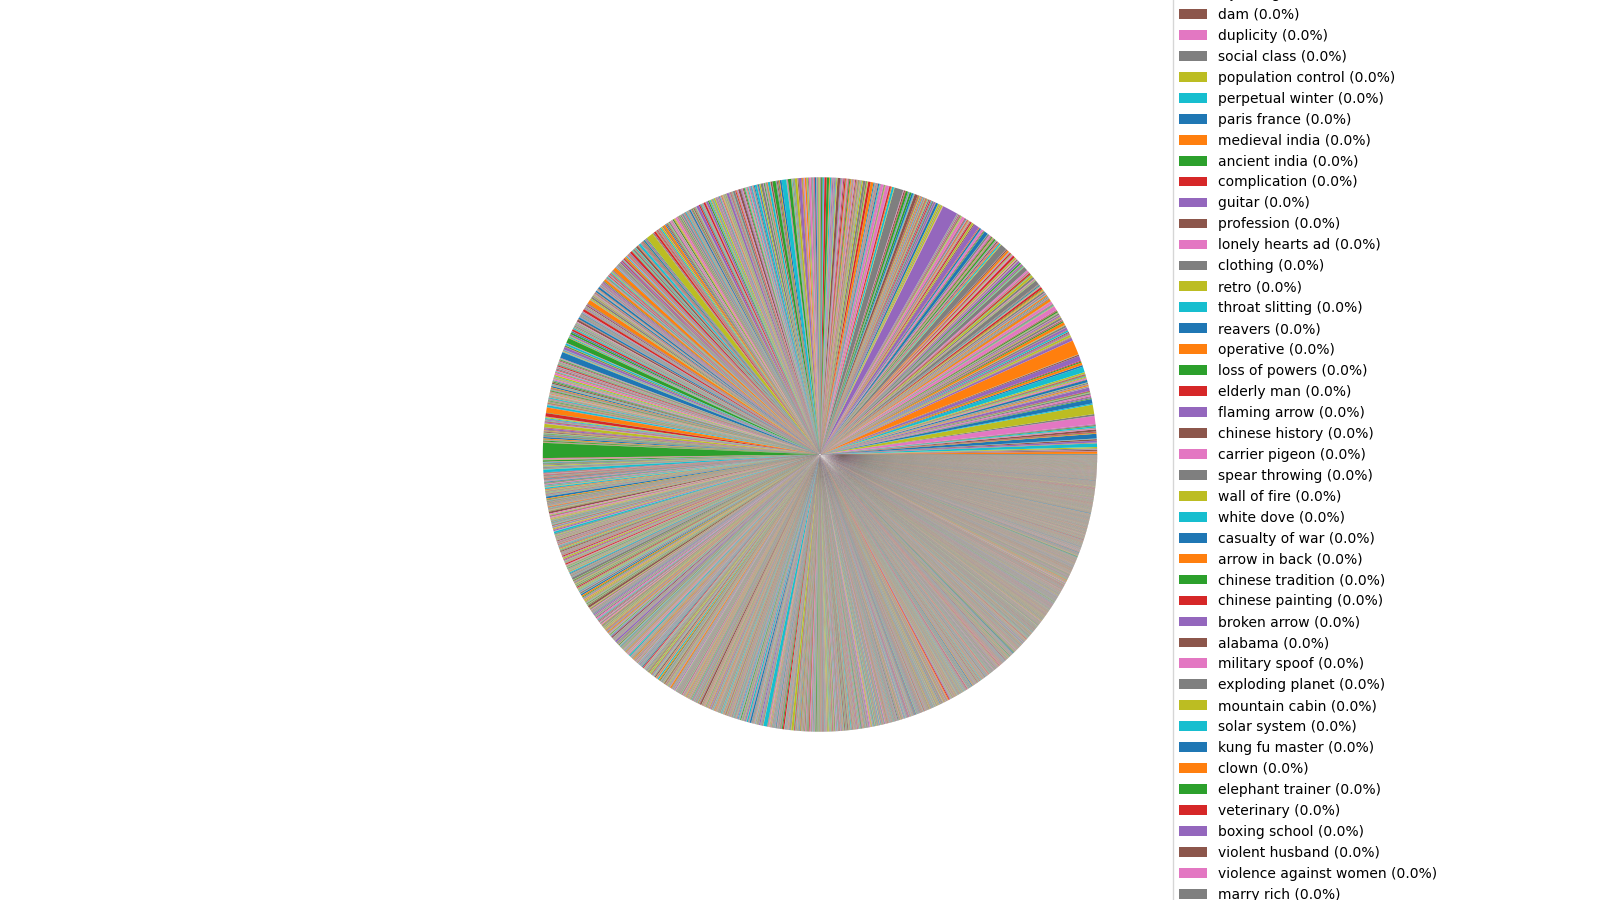 dam (0.0%)
duplicity (0.0%)
social class (0.0%)
population control (0.0%)
perpetual winter (0.0%)
paris france (0.0%)
medieval india (0.0%)
ancient india (0.0%)
complication (0.0%)
guitar (0.0%)
profession (0.0%)
lonely hearts ad (0.0%)
clothing (0.0%)
retro (0.0%)
throat slitting (0.0%)
reavers (0.0%)
operative (0.0%)
loss of powers (0.0%)
elderly man (0.0%)
flaming arrow (0.0%)
chinese history (0.0%)
carrier pigeon (0.0%)
spear throwing (0.0%)
wall of fire (0.0%)
white dove (0.0%)
casualty of war (0.0%)
arrow in back (0.0%)
chinese tradition (0.0%)
chinese painting (0.0%)
broken arrow (0.0%)
alabama (0.0%)
military spoof (0.0%)
exploding planet (0.0%)
mountain cabin (0.0%)
solar system (0.0%)
kung fu master (0.0%)
clown (0.0%)
elephant trainer (0.0%)
veterinary (0.0%)
boxing school (0.0%)
violent husband (0.0%)
violence against women (0.0%)
marry rich (0.0%)